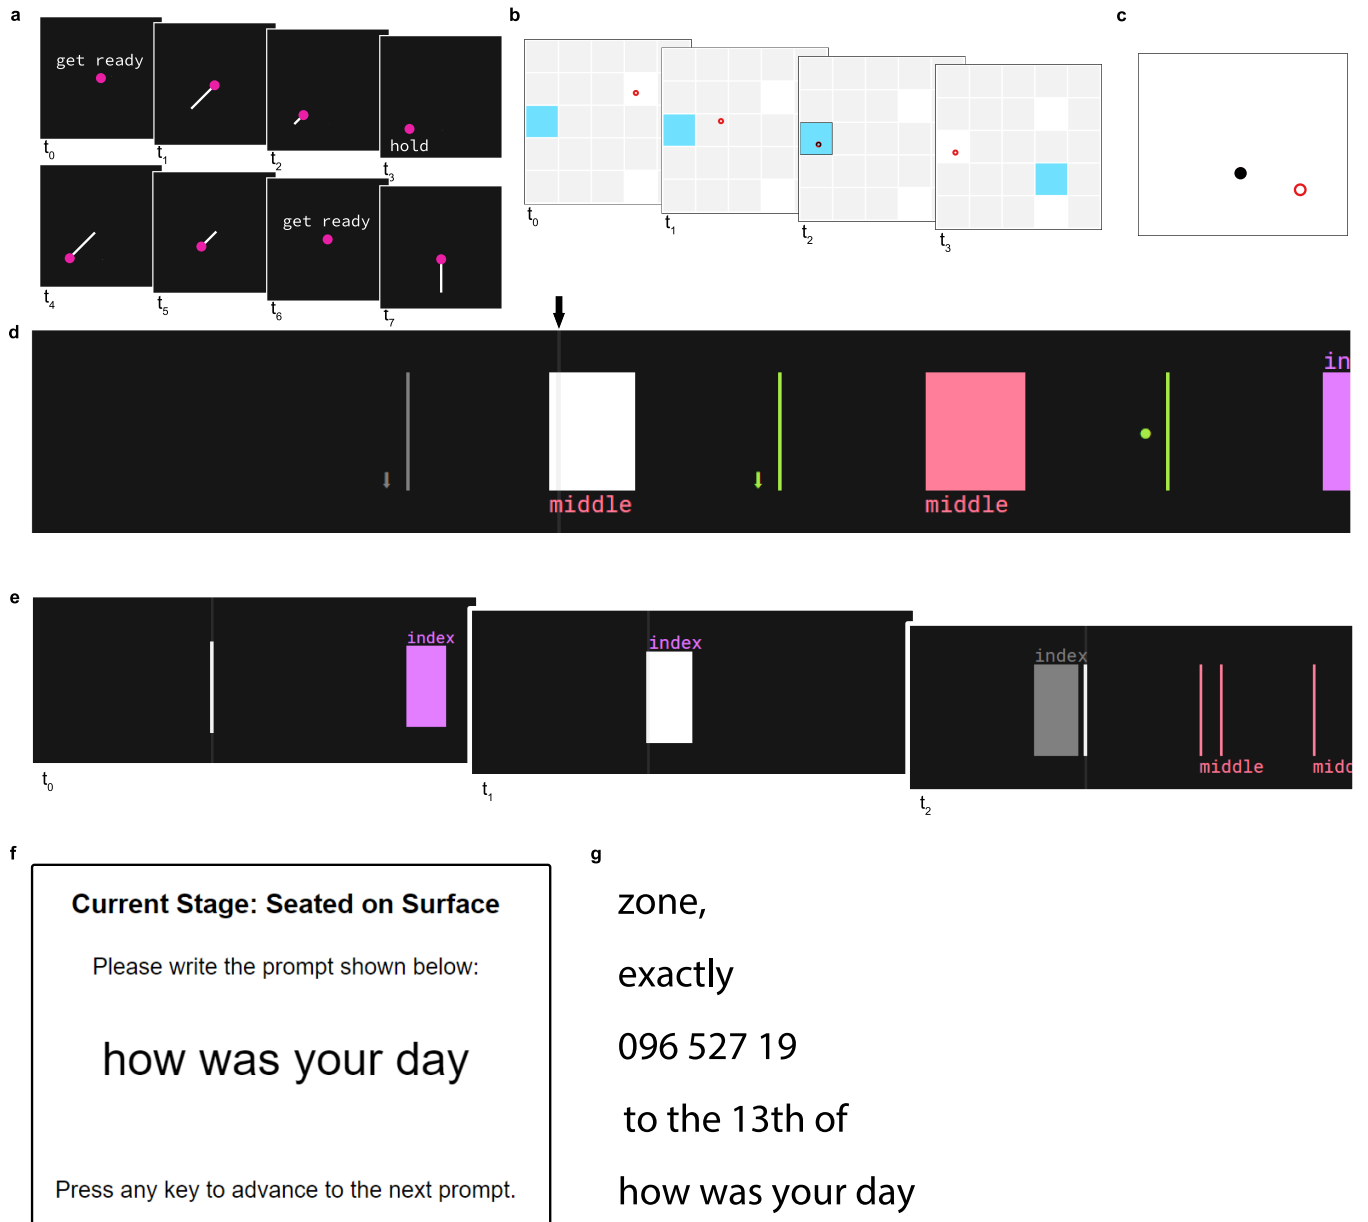 a
get ready
t0
t1
t2
hold
t3
t4
t5
get ready
t6
t7
b
t0
t1
t2
t3
c
d
middle
middle
in
e
index
t0
index
t1
index
middle
midd
t2
f
Current Stage: Seated on Surface
Please write the prompt shown below:
how was your day
Press any key to advance to the next prompt.
g
zone,
exactly
096 527 19
to the 13th of
how was your day